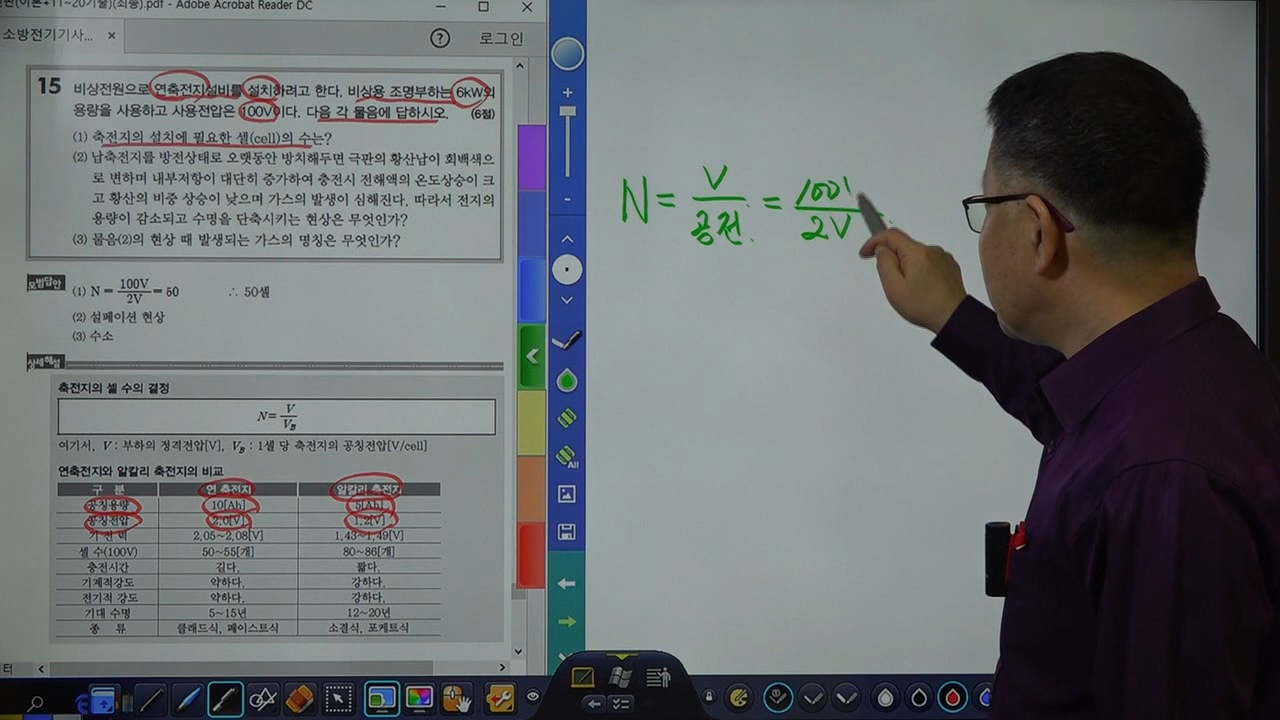 (죄종).pdf - Adobe Acrobat Reader DC
소방전기기사... ×
? 로그인
15 비상전원으로 연축전지설비를 설치하려고 한다. 비상용 조명부하는 6kW의
용량을 사용하고 사용전압은 100V이다. 다음 각 물음에 답하시오. (6점)
(1) 축전지의 설치에 필요한 셀(cell)의 수는?
(2) 납축전지를 방전상태로 오랫동안 방치해두면 극판의 황산납이 회백색으
로 변하며 내부저항이 대단히 증가하여 충전시 전해액의 온도상승이 크
고 황산의 비중 상승이 낮으며 가스의 발생이 심해진다. 따라서 전지의
용량이 감소되고 수명을 단축시키는 현상은 무엇인가?
(3) 물음(2)의 현상 때 발생되는 가스의 명칭은 무엇인가?
모범답안
(1) N = 100V/2V = 50 ∴ 50셀
(2) 설페이션 현상
(3) 수소
상세해설
축전지의 셀 수의 결정
N = V/V_B
여기서, V : 부하의 정격전압[V], V_B : 1셀 당 축전지의 공칭전압[V/cell]
연축전지와 알칼리 축전지의 비교
구 분 연 축전지 알칼리 축전지
공칭용량 10[Ah] 5[Ah]
공칭전압 2.0[V] 1.2[V]
기 전 력 2.05~2.08[V] 1.43~1.49[V]
셀 수(100V) 50~55[개] 80~86[개]
충전시간 길다. 짧다.
기계적강도 약하다. 강하다.
전기적 강도 약하다. 강하다.
기대 수명 5~15년 12~20년
종 류 클래드식, 페이스트식 소결식, 포케트식
N = V/공전. = 100V/2V
All
터